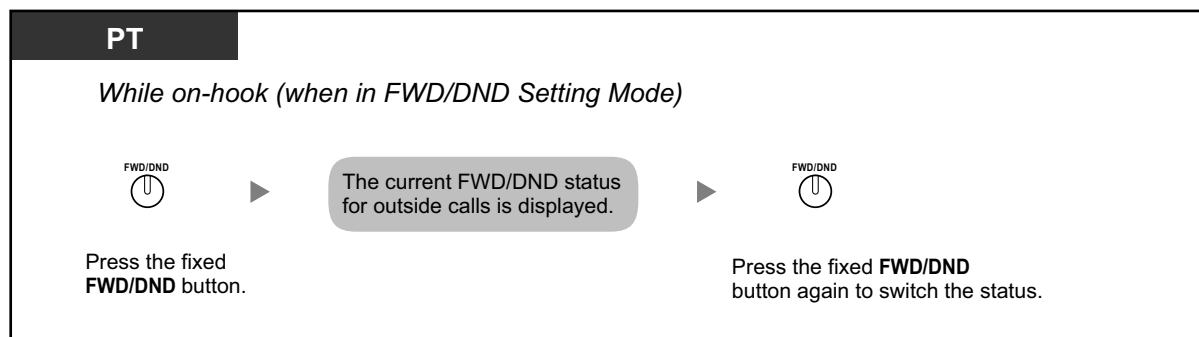 PT
While on-hook (when in FWD/DND Setting Mode)
FWD/DND
The current FWD/DND status
for outside calls is displayed.
FWD/DND
Press the fixed
FWD/DND button.
Press the fixed FWD/DND
button again to switch the status.